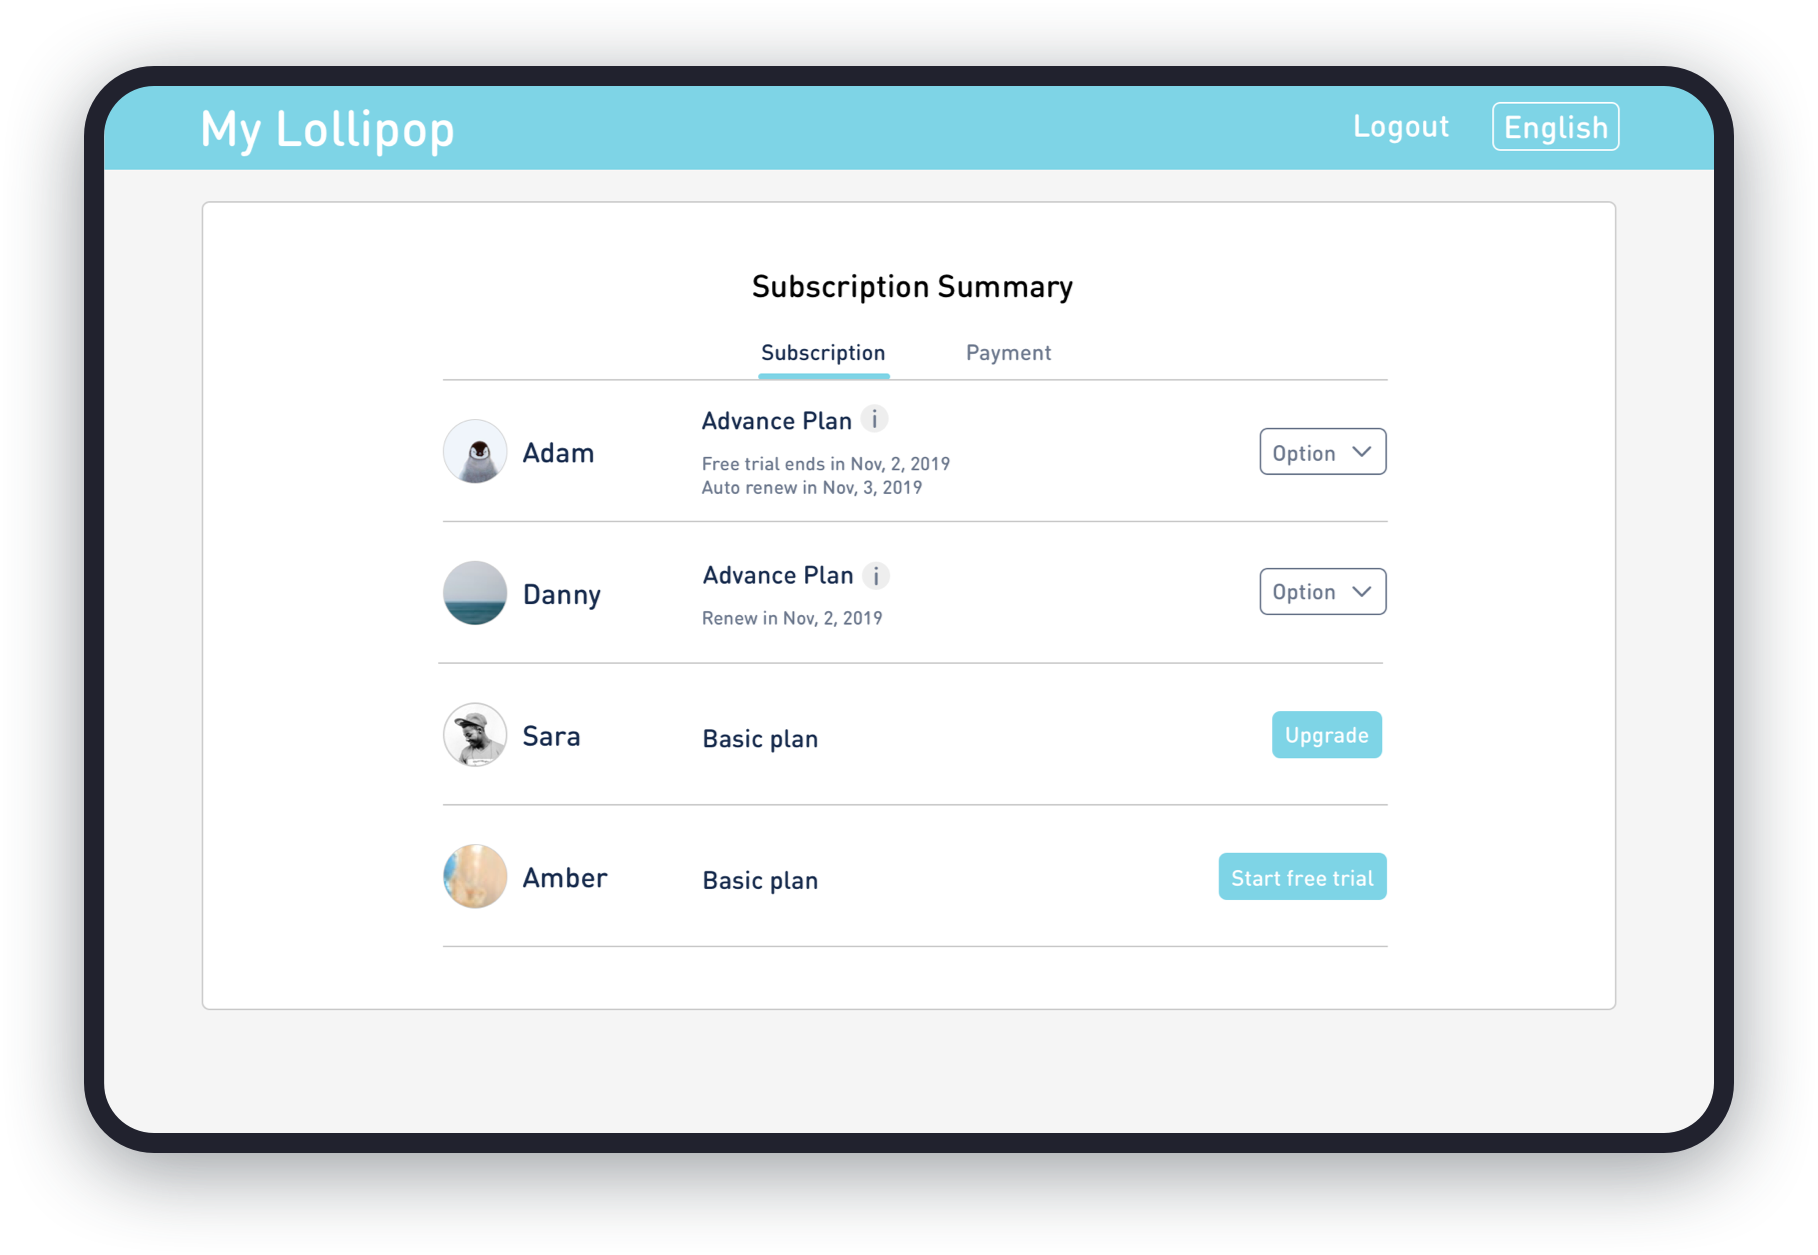 My Lollipop
Logout
English
Subscription Summary
Subscription
Payment
Adam
Advance Plan i
Free trial ends in Nov, 2, 2019
Auto renew in Nov, 3, 2019
Option
Danny
Advance Plan i
Renew in Nov, 2, 2019
Option
Sara
Basic plan
Upgrade
Amber
Basic plan
Start free trial